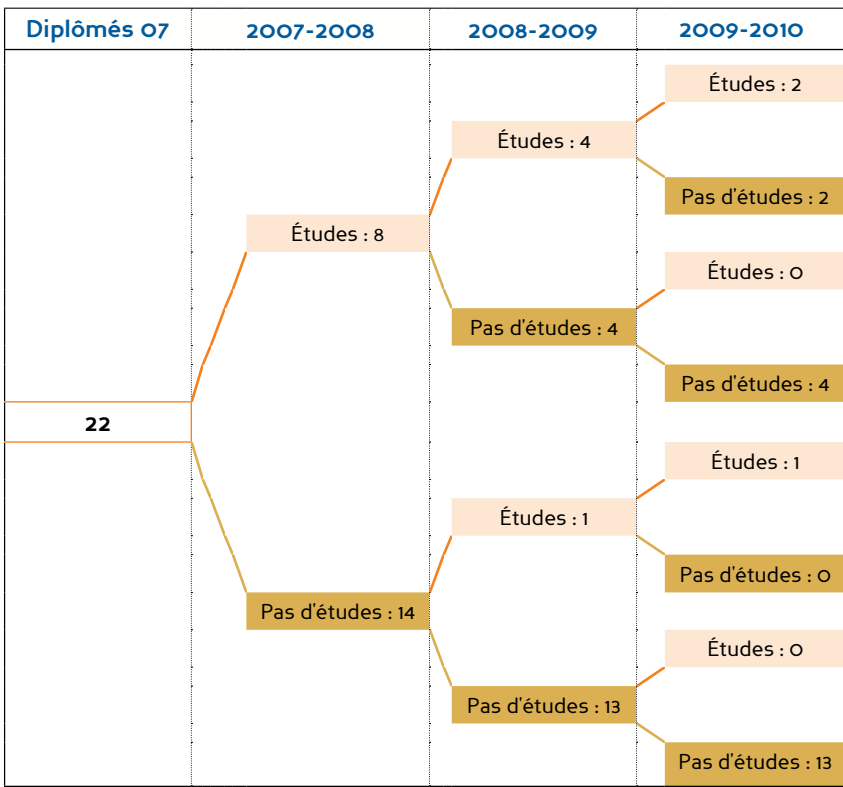 Diplômés 07 2007-2008 2008-2009 2009-2010
Études : 2
Études : 4
Pas d'études : 2
Études : 8
Études : 0
Pas d'études : 4
Pas d'études : 4
22
Études : 1
Études : 1
Pas d'études : 0
Pas d'études : 14
Études : 0
Pas d'études : 13
Pas d'études : 13